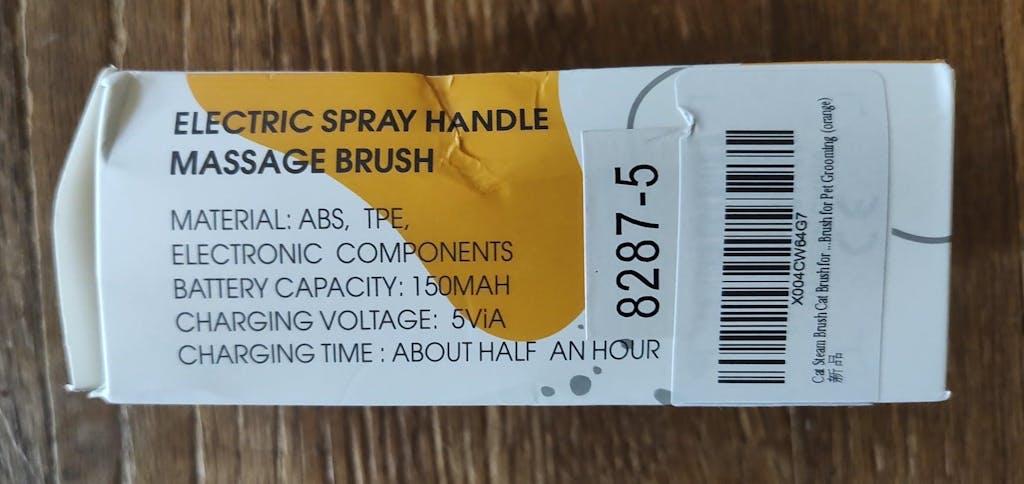 ELECTRIC SPRAY HANDLE
MASSAGE BRUSH
MATERIAL: ABS, TPE,
ELECTRONIC COMPONENTS
BATTERY CAPACITY: 150MAH
CHARGING VOLTAGE: 5ViA
CHARGING TIME : ABOUT HALF AN HOUR
8287-5
X004CW64G7
Cat Steam Brush Cat Brush for ...Brush for Pet Grooming (orange)
新品
CE